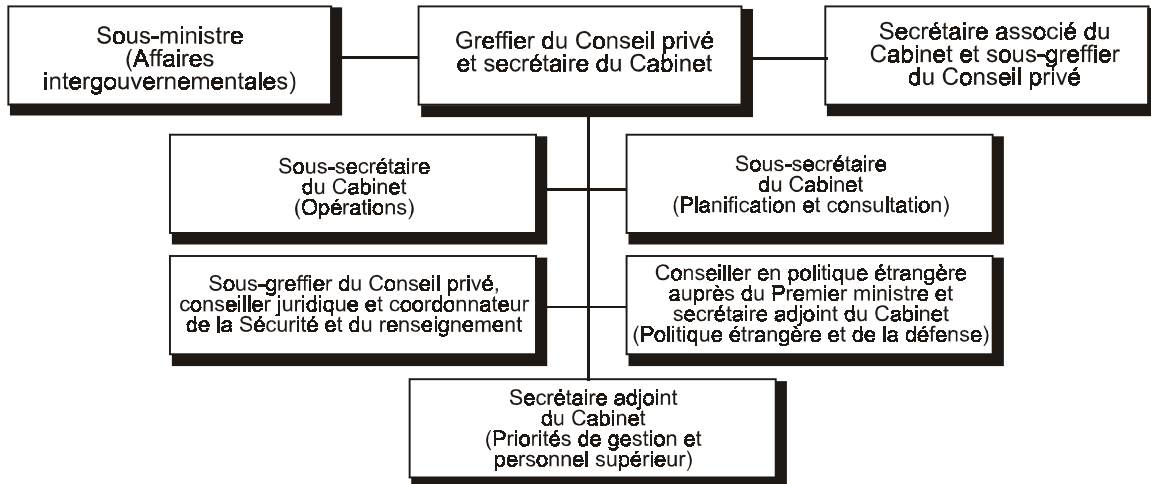 Sous-ministre
(Affaires
intergouvernementales)
Greffier du Conseil privé
et secrétaire du Cabinet
Secrétaire associé du
Cabinet et sous-greffier
du Conseil privé
Sous-secrétaire
du Cabinet
(Opérations)
Sous-secrétaire
du Cabinet
(Planification et consultation)
Sous-greffier du Conseil privé,
conseiller juridique et coordonnateur
de la Sécurité et du renseignement
Conseiller en politique étrangère
auprès du Premier ministre et
secrétaire adjoint du Cabinet
(Politique étrangère et de la défense)
Secrétaire adjoint
du Cabinet
(Priorités de gestion et
personnel supérieur)